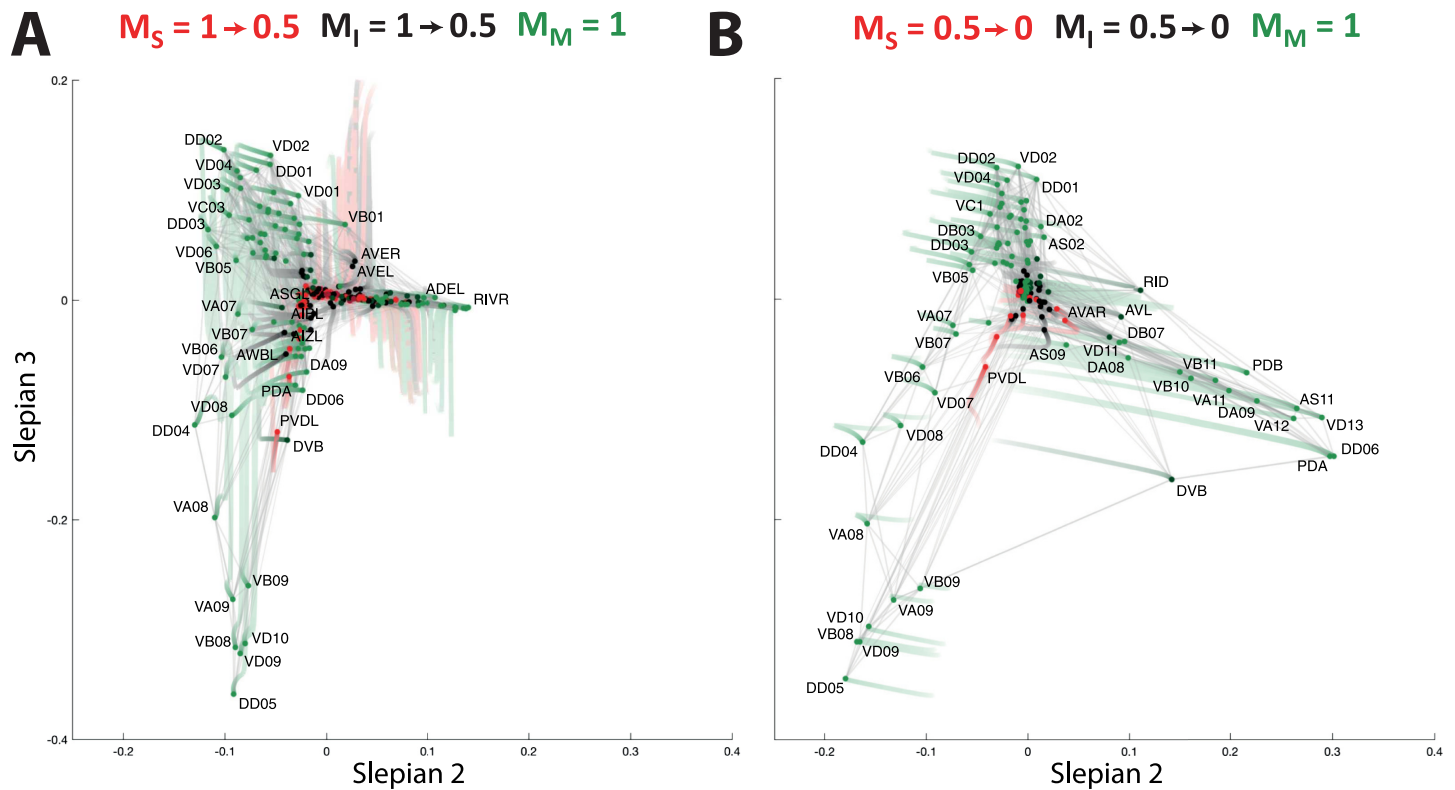 A
M_S = 1 → 0.5 M_I = 1 → 0.5 M_M = 1
0.2
0
-0.2
-0.4
Slepian 3
DD02
VD02
VD04
DD01
VD03
VD01
VC03
VB01
DD03
VD06
AVER
VB05
AVEL
ASGL
ADEL
RIVR
VA07
VB07
AIZL
VB06
AWBL
DA09
VD07
PDA
DD06
VD08
PVDL
DD04
DVB
VA08
VB09
VA09
VB08
VD10
VD09
DD05
-0.2
-0.1
0
0.1
0.2
0.3
0.4
Slepian 2
B
M_S = 0.5 → 0 M_I = 0.5 → 0 M_M = 1
DD02
VD02
VD04
DD01
VC1
DA02
DB03
AS02
DD03
VB05
RID
VA07
AVAR
AVL
VB07
DB07
AS09
VD11
DA08
VB11
PDB
VB06
PVDL
VB10
VD07
VA11
AS11
DA09
VD13
VA12
VD08
DD04
DD06
PDA
DVB
VA08
VB09
VA09
VD10
VB08
VD09
DD05
-0.2
-0.1
0
0.1
0.2
0.3
0.4
Slepian 2